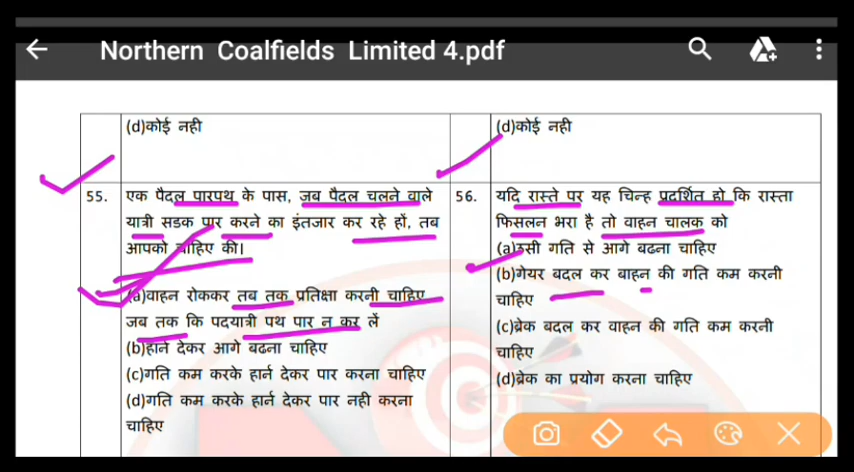 Northern Coalfields Limited 4.pdf
(d)कोई नही
(d)कोई नही
55. एक पैदल पारपथ के पास, जब पैदल चलने वाले
यात्री सडक पार करने का इंतजार कर रहे हों, तब
आपको चाहिए की।
(a)वाहन रोककर तब तक प्रतिक्षा करनी चाहिए
जब तक कि पदयात्री पथ पार न कर लें
(b)हार्न देकर आगे बढना चाहिए
(c)गति कम करके हार्न देकर पार करना चाहिए
(d)गति कम करके हार्न देकर पार नही करना
चाहिए
56. यदि रास्ते पर यह चिन्ह प्रदर्शित हो कि रास्ता
फिसलन भरा है तो वाहन चालक को
(a)उसी गति से आगे बढना चाहिए
(b)गेयर बदल कर बाहन की गति कम करनी
चाहिए
(c)ब्रेक बदल कर वाहन की गति कम करनी
चाहिए
(d)ब्रेक का प्रयोग करना चाहिए